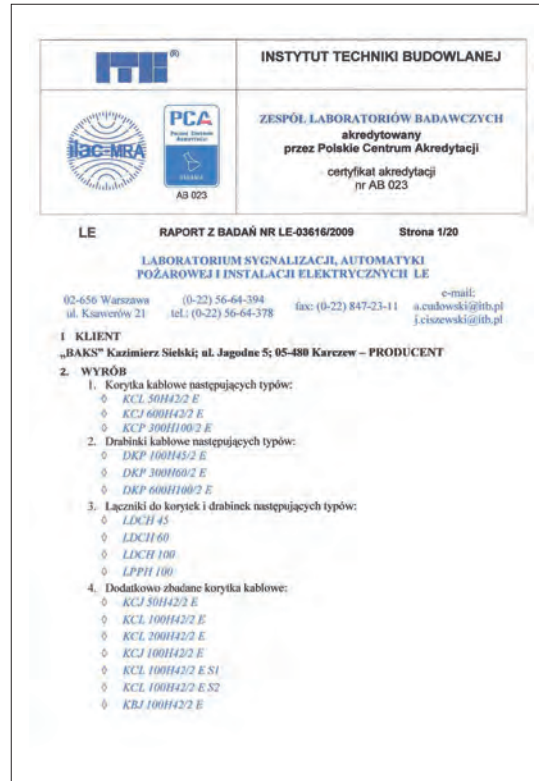 ITB (R)
INSTYTUT TECHNIKI BUDOWLANEJ
ilac-MRA
PCA
Polskie Centrum
Akredytacji
BADANIA
AB 023
ZESPÓŁ LABORATORIÓW BADAWCZYCH
akredytowany
przez Polskie Centrum Akredytacji
certyfikat akredytacji
nr AB 023
LE RAPORT Z BADAŃ NR LE-03616/2009 Strona 1/20
LABORATORIUM SYGNALIZACJI, AUTOMATYKI
POŻAROWEJ I INSTALACJI ELEKTRYCZNYCH LE
02-656 Warszawa
ul. Ksawerów 21
(0-22) 56-64-394
tel.: (0-22) 56-64-378
fax: (0-22) 847-23-11
e-mail:
a.cudowski@itb.pl
j.ciszewski@itb.pl
1 KLIENT
„BAKS” Kazimierz Sielski; ul. Jagodne 5; 05-480 Karczew – PRODUCENT
2. WYRÓB
1. Korytka kablowe następujących typów:
◊ KCL 50H42/2 E
◊ KCJ 600H42/2 E
◊ KCP 300H100/2 E
2. Drabinki kablowe następujących typów:
◊ DKP 100H45/2 E
◊ DKP 300H60/2 E
◊ DKP 600H100/2 E
3. Łączniki do korytek i drabinek następujących typów:
◊ LDCH 45
◊ LDCH 60
◊ LDCH 100
◊ LPPH 100
4. Dodatkowo zbadane korytka kablowe:
◊ KCJ 50H42/2 E
◊ KCL 100H42/2 E
◊ KCL 200H42/2 E
◊ KCJ 100H42/2 E
◊ KCL 100H42/2 E S1
◊ KCL 100H42/2 E S2
◊ KBJ 100H42/2 E